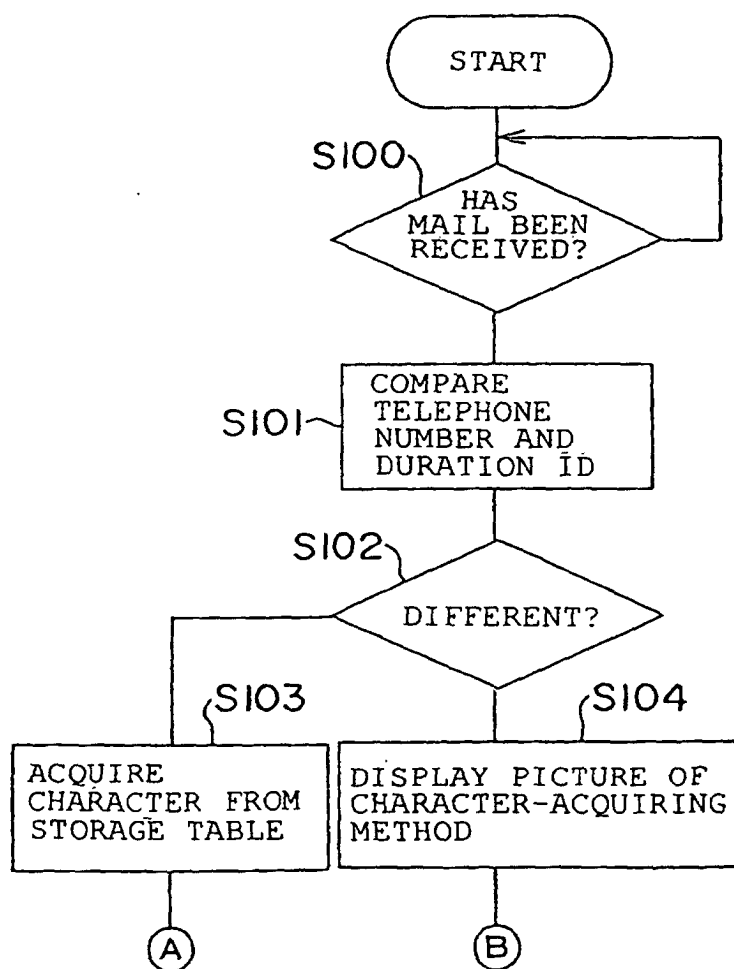 START
S100
HAS
MAIL BEEN
RECEIVED?
S101
COMPARE
TELEPHONE
NUMBER AND
DURATION ID
S102
DIFFERENT?
S103
ACQUIRE
CHARACTER FROM
STORAGE TABLE
S104
DISPLAY PICTURE OF
CHARACTER-ACQUIRING
METHOD
A
B